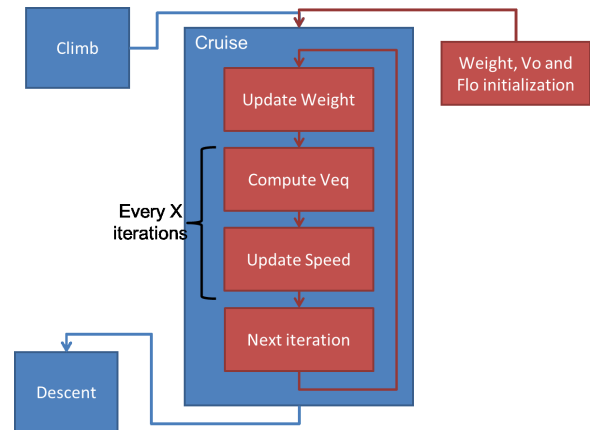 Climb
Cruise
Weight, Vo and
Flo initialization
Update Weight
Compute Veq
Every X
iterations
Update Speed
Next iteration
Descent